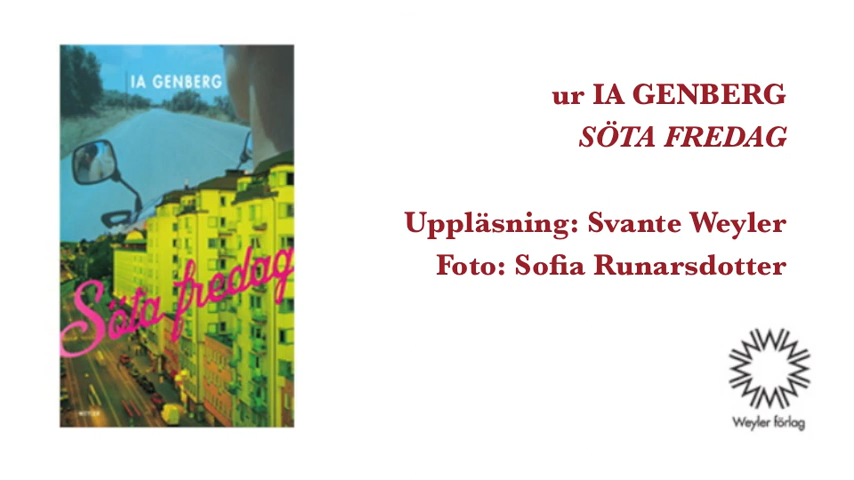 IA GENBERG
Söta fredag
ur IA GENBERG
SÖTA FREDAG
Uppläsning: Svante Weyler
Foto: Sofia Runarsdotter
Weyler förlag